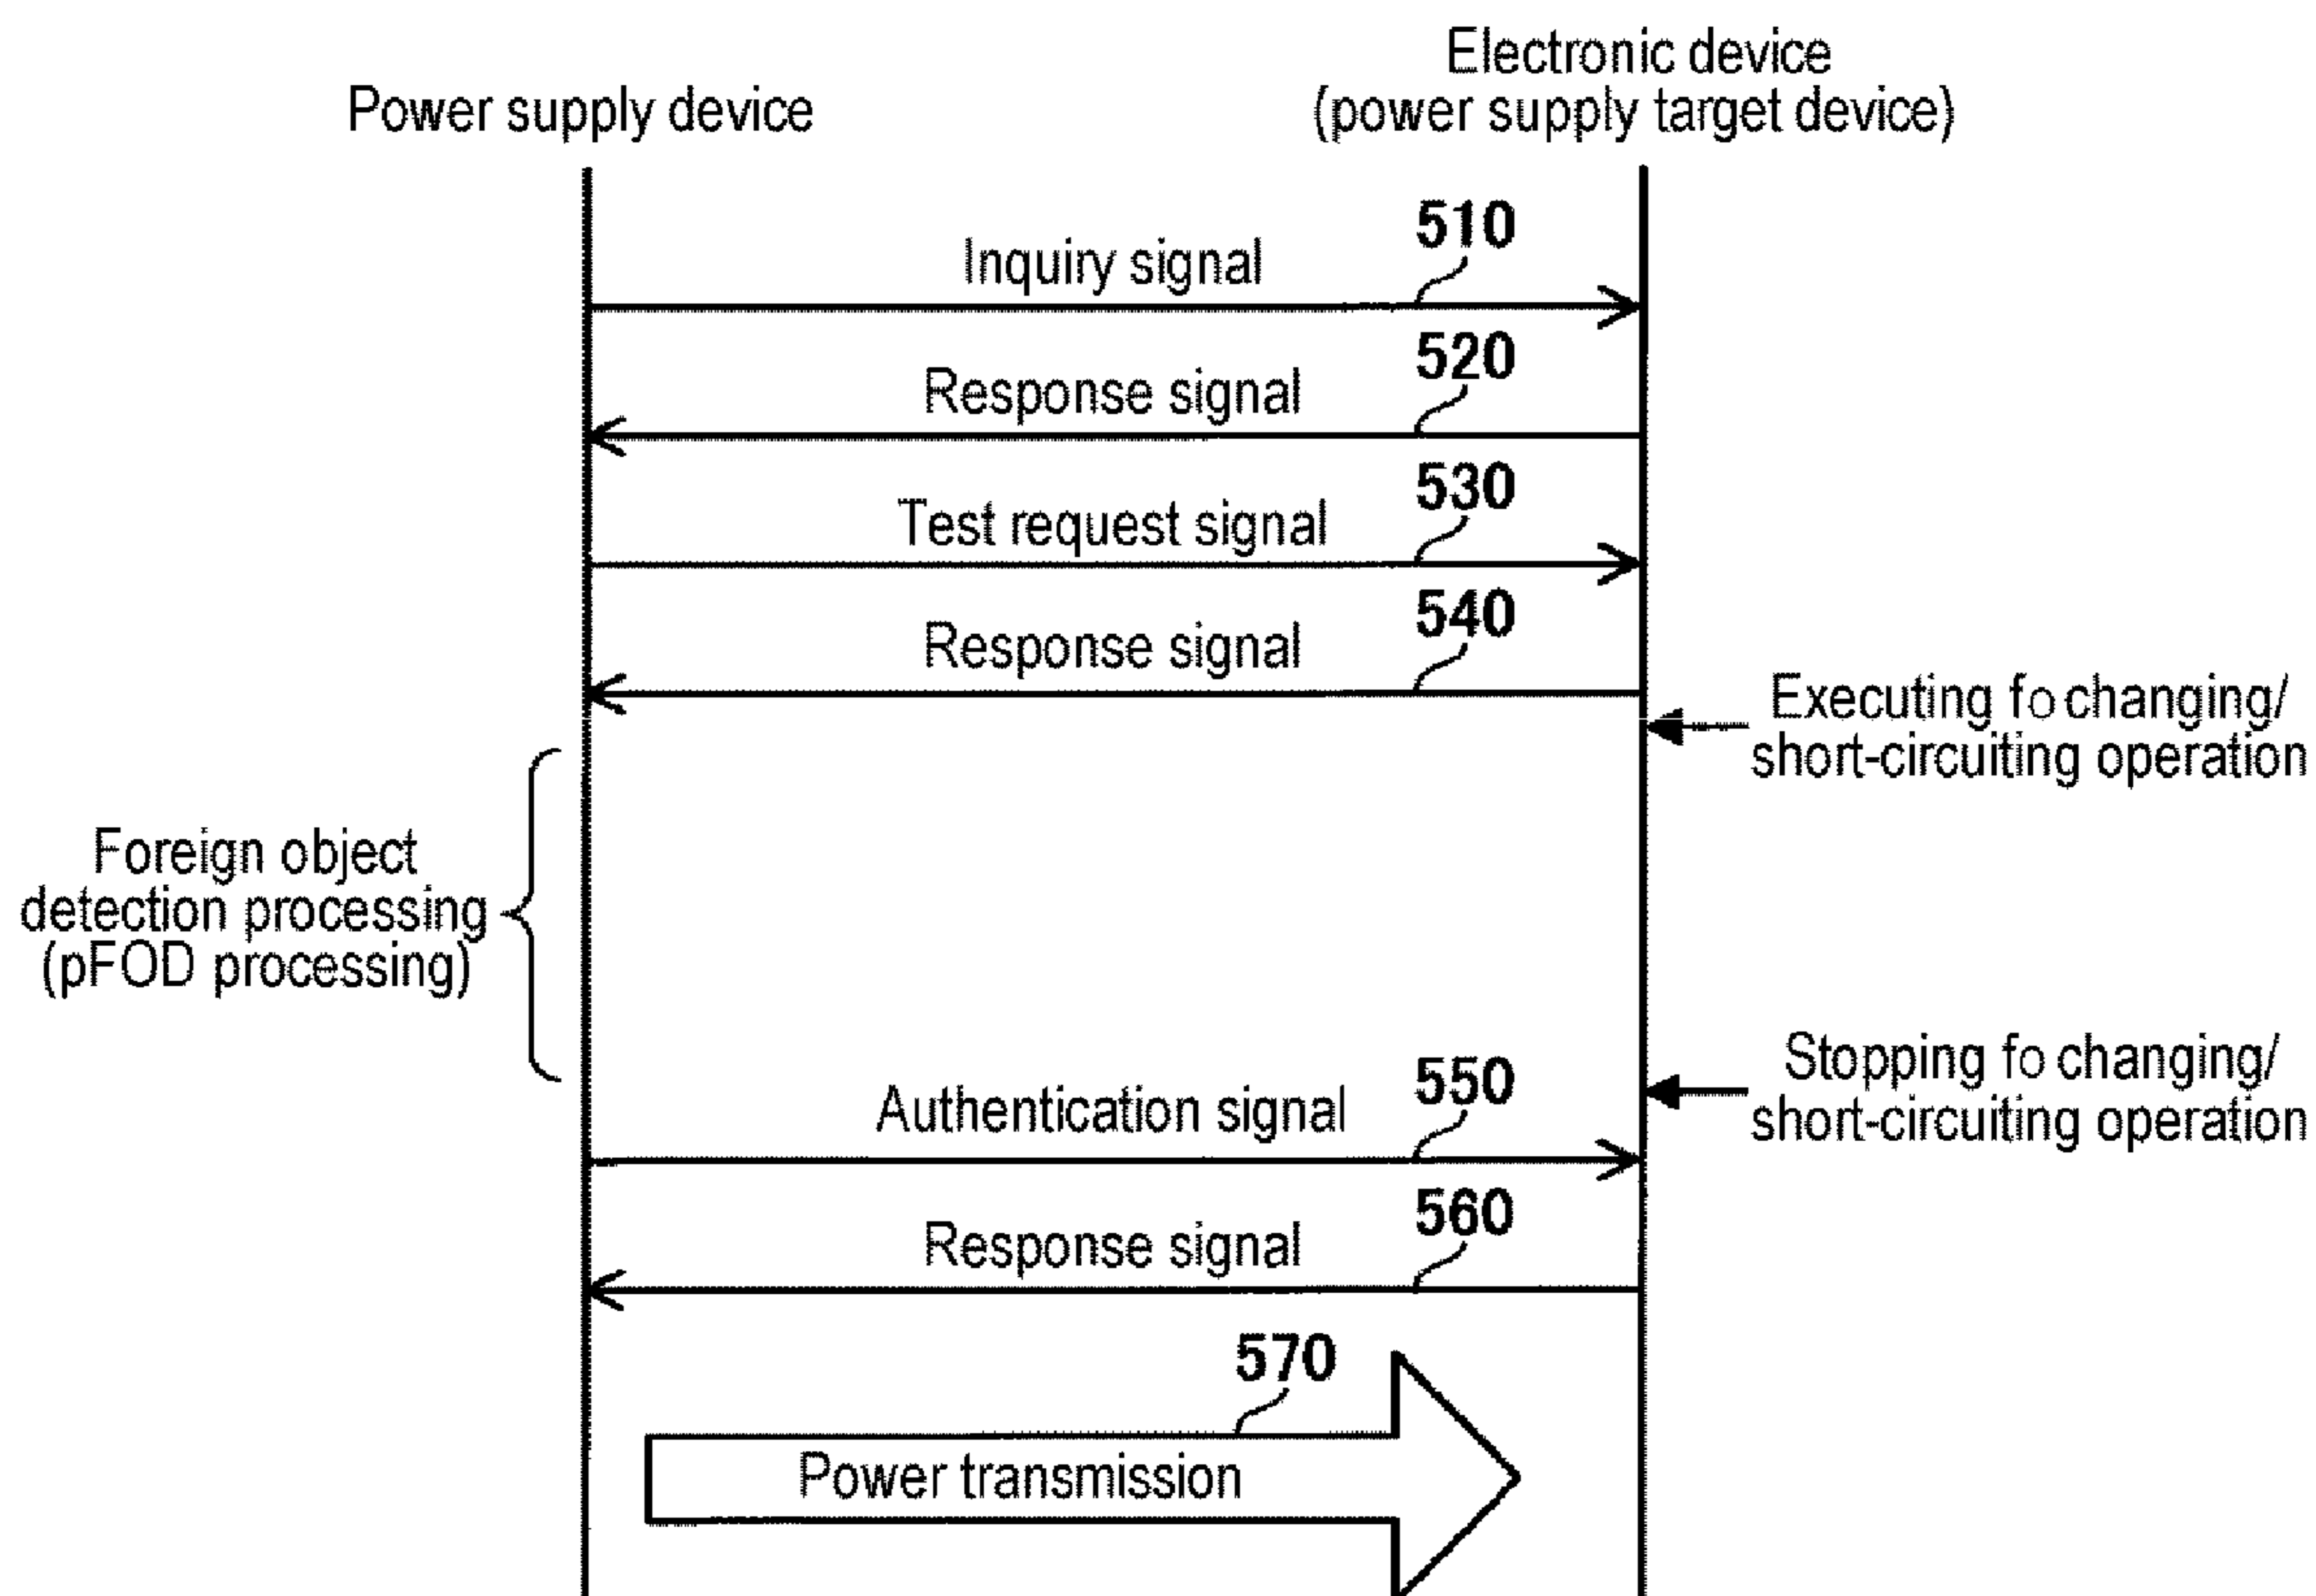 Power supply device
Electronic device
(power supply target device)
510
Inquiry signal
520
Response signal
530
Test request signal
540
Response signal
Executing fo changing/
short-circuiting operation
Foreign object
detection processing
(pFOD processing)
Stopping fo changing/
short-circuiting operation
550
Authentication signal
560
Response signal
570
Power transmission